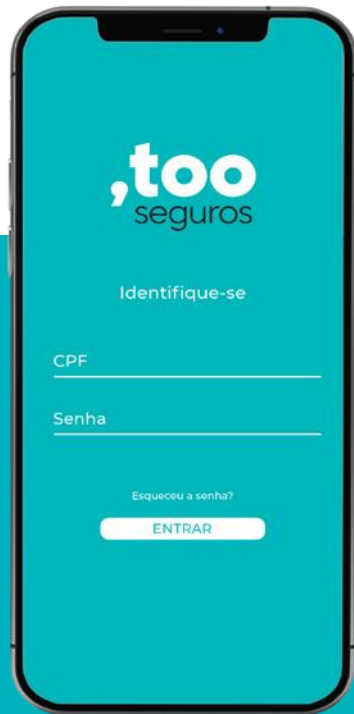 ,too
seguros
Identifique-se
CPF
Senha
Esqueceu a senha?
ENTRAR